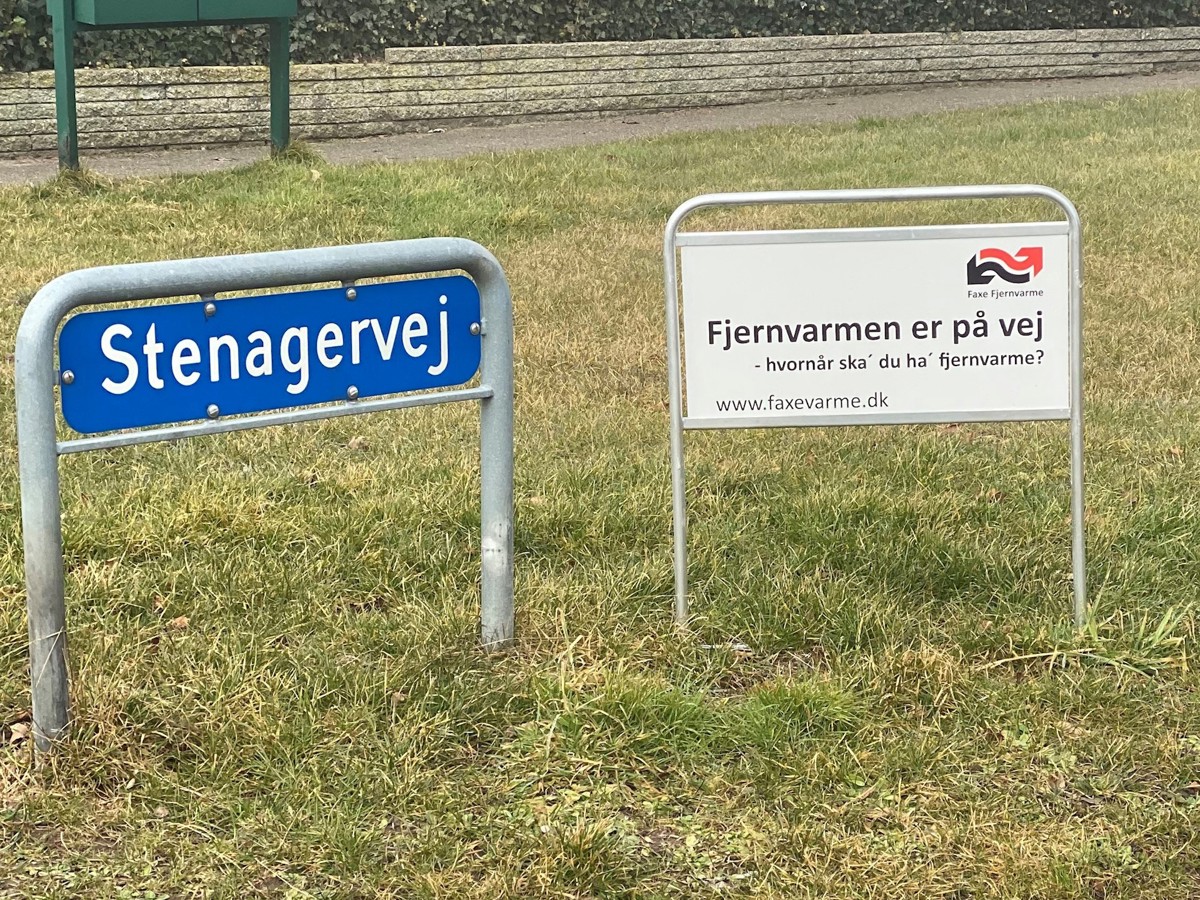 Stenagervej
Faxe Fjernvarme
Fjernvarmen er på vej
- hvornår ska´ du ha´ fjernvarme?
www.faxevarme.dk